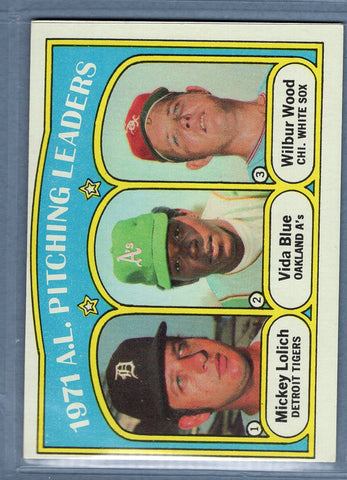 1971 A.L. PITCHING LEADERS
1
Mickey Lolich
DETROIT TIGERS
2
Vida Blue
OAKLAND A's
3
Wilbur Wood
CHI. WHITE SOX
D
A's